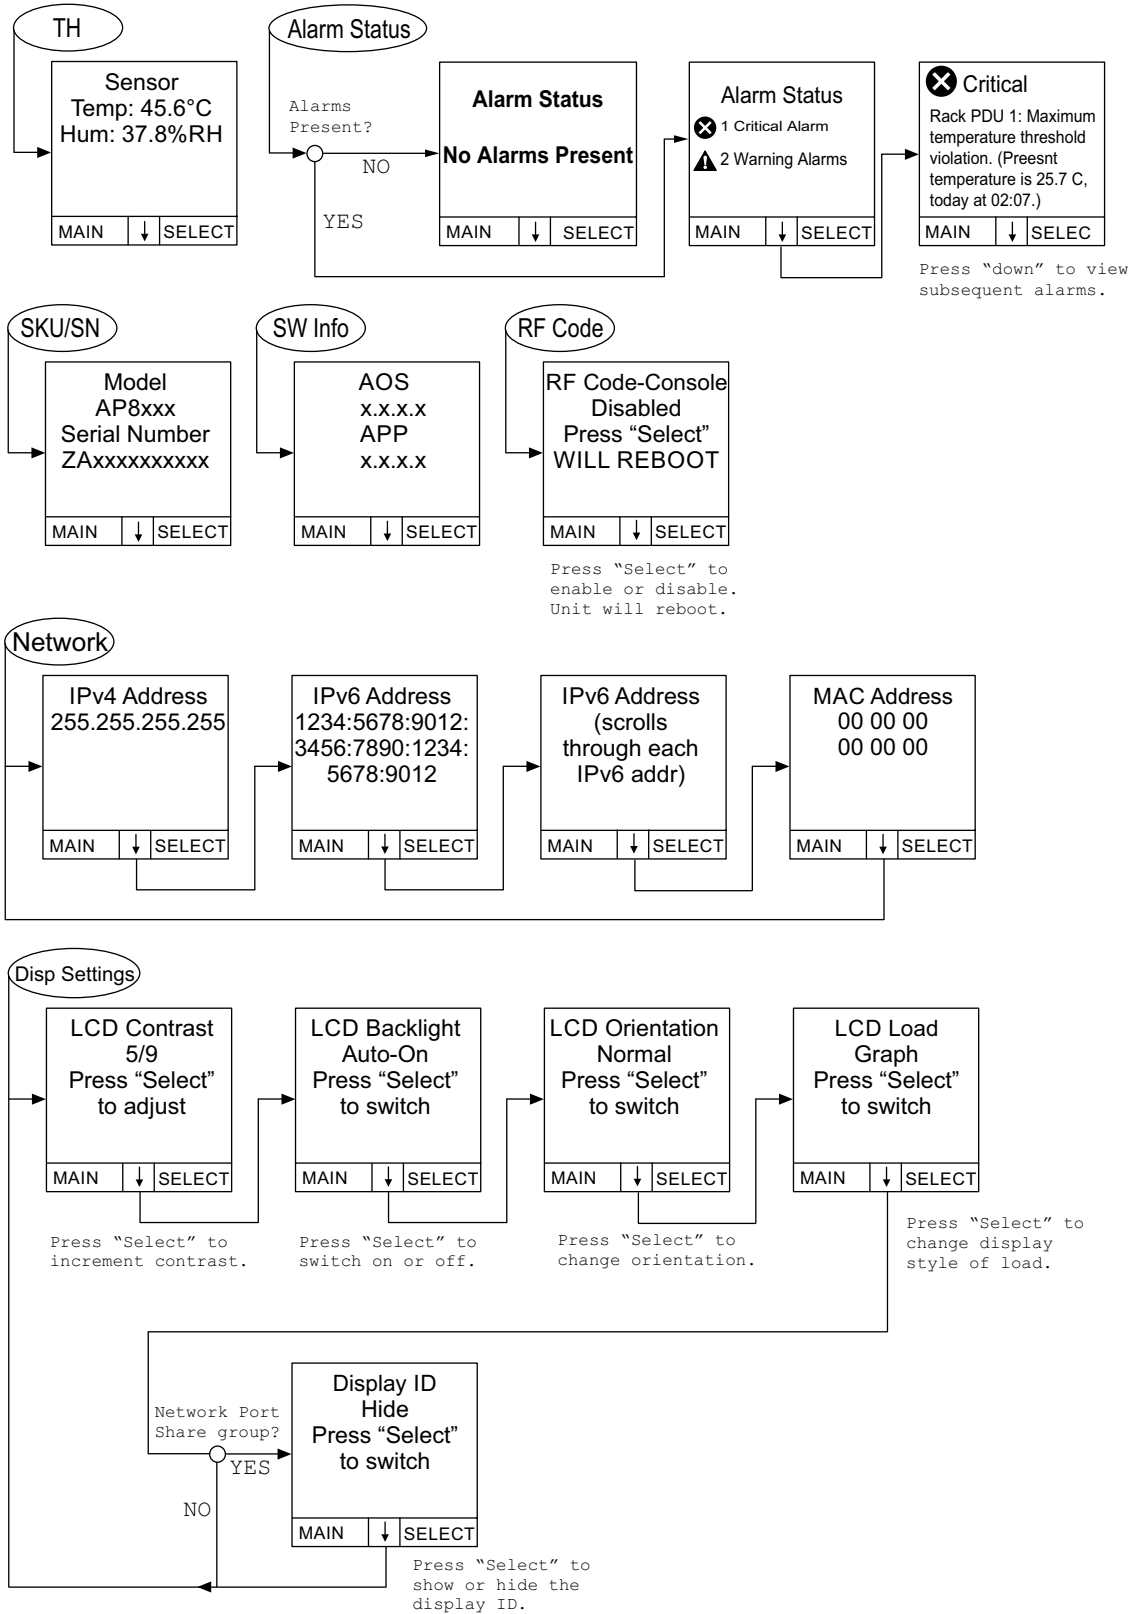 TH
Sensor
Temp: 45.6°C
Hum: 37.8%RH
MAIN ↓ SELECT
Alarm Status
Alarms
Present?
NO
YES
Alarm Status
No Alarms Present
MAIN ↓ SELECT
Alarm Status
1 Critical Alarm
2 Warning Alarms
MAIN ↓ SELECT
Critical
Rack PDU 1: Maximum
temperature threshold
violation. (Preesnt
temperature is 25.7 C,
today at 02:07.)
MAIN ↓ SELEC
Press “down” to view
subsequent alarms.
SKU/SN
Model
AP8xxx
Serial Number
ZAxxxxxxxxxx
MAIN ↓ SELECT
SW Info
AOS
x.x.x.x
APP
x.x.x.x
MAIN ↓ SELECT
RF Code
RF Code-Console
Disabled
Press “Select”
WILL REBOOT
MAIN ↓ SELECT
Press “Select” to
enable or disable.
Unit will reboot.
Network
IPv4 Address
255.255.255.255
MAIN ↓ SELECT
IPv6 Address
1234:5678:9012:
3456:7890:1234:
5678:9012
MAIN ↓ SELECT
IPv6 Address
(scrolls
through each
IPv6 addr)
MAIN ↓ SELECT
MAC Address
00 00 00
00 00 00
MAIN ↓ SELECT
Disp Settings
LCD Contrast
5/9
Press “Select”
to adjust
MAIN ↓ SELECT
Press “Select” to
increment contrast.
LCD Backlight
Auto-On
Press “Select”
to switch
MAIN ↓ SELECT
Press “Select” to
switch on or off.
LCD Orientation
Normal
Press “Select”
to switch
MAIN ↓ SELECT
Press “Select” to
change orientation.
LCD Load
Graph
Press “Select”
to switch
MAIN ↓ SELECT
Press “Select” to
change display
style of load.
Network Port
Share group?
YES
NO
Display ID
Hide
Press “Select”
to switch
MAIN ↓ SELECT
Press “Select” to
show or hide the
display ID.